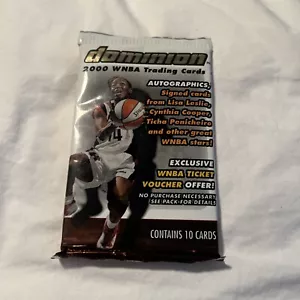 dominion
2000 WNBA Trading Cards
AUTOGRAPHICS,
Signed cards
from Lisa Leslie,
Cynthia Cooper,
Ticha Penicheiro
and other great
WNBA stars!
EXCLUSIVE
WNBA TICKET
VOUCHER OFFER!
NO PURCHASE NECESSARY
SEE PACK FOR DETAILS
CONTAINS 10 CARDS